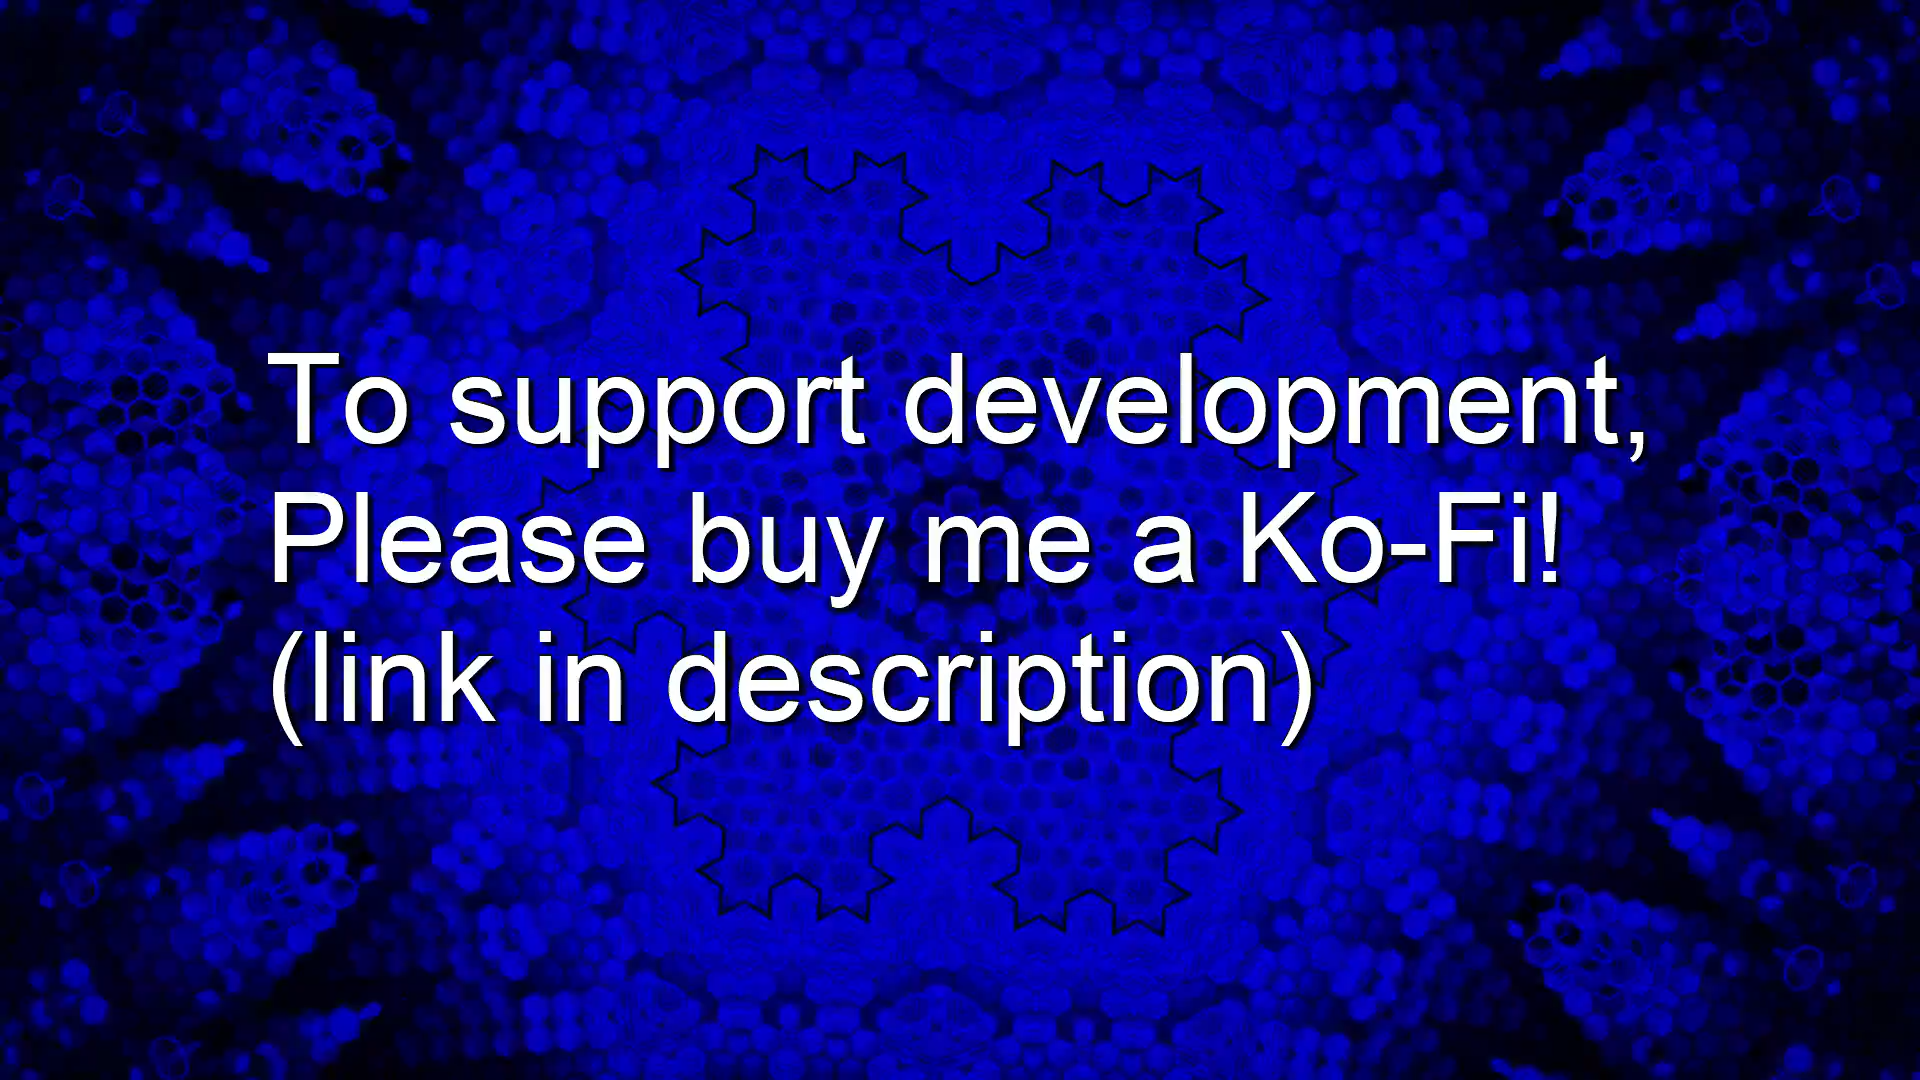 To support development,
Please buy me a Ko-Fi!
(link in description)